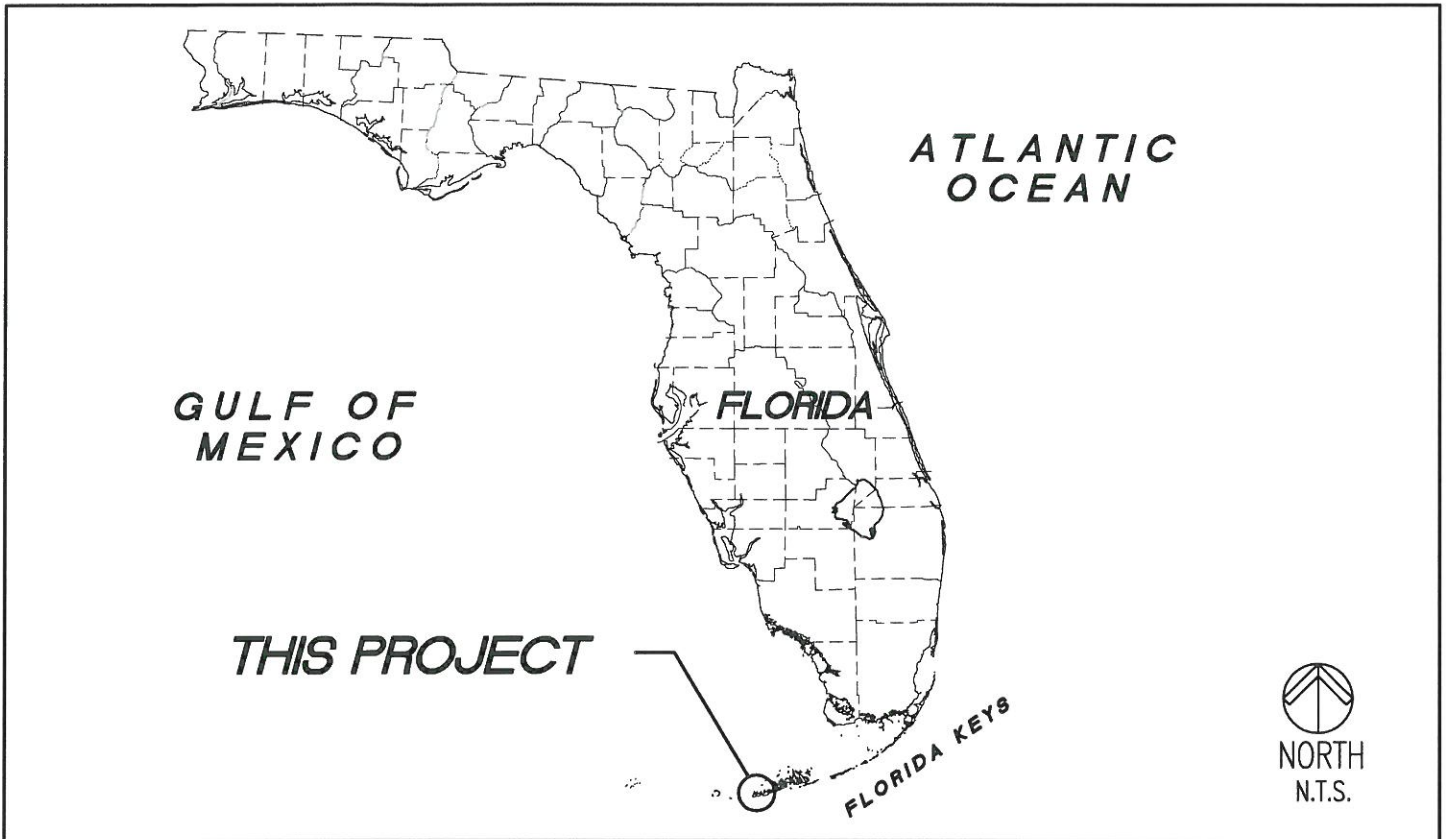 ATLANTIC
OCEAN
GULF OF
MEXICO
FLORIDA
THIS PROJECT
FLORIDA KEYS
NORTH
N.T.S.